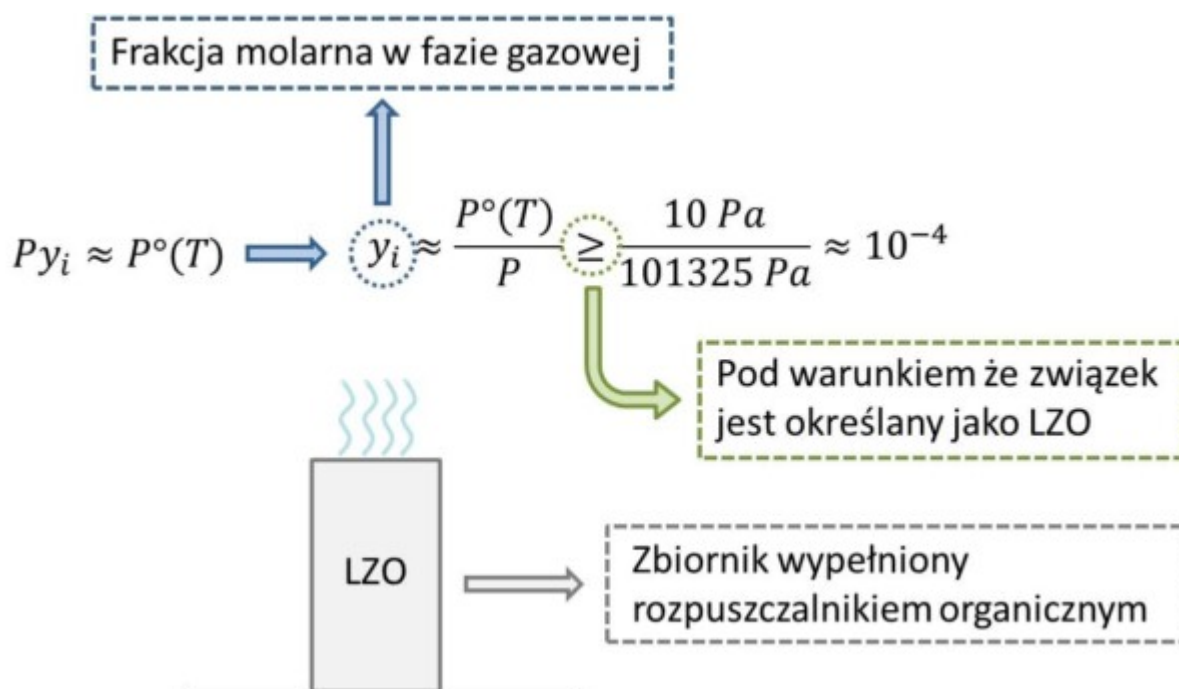 Frakcja molarna w fazie gazowej
Py_i ≈ P°(T) y_i ≈ P°(T)/P ≥ 10 Pa/101325 Pa ≈ 10⁻⁴
Pod warunkiem że związek
jest określany jako LZO
LZO
Zbiornik wypełniony
rozpuszczalnikiem organicznym